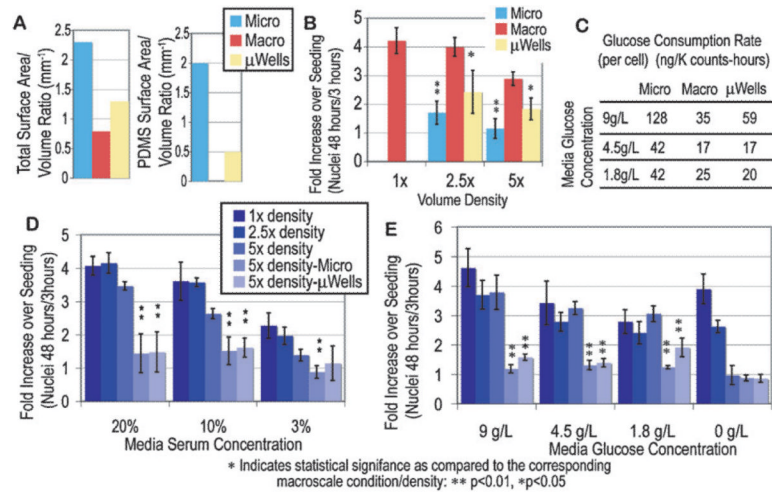 A
Total Surface Area/
Volume Ratio (mm⁻¹)
2.5
2
1.5
1
0.5
0
PDMS Surface Area/
Volume Ratio (mm⁻¹)
2.5
2
1.5
1
0.5
0
Micro
Macro
µWells
B
Fold Increase over Seeding
(Nuclei 48 hours/3 hours)
6
5
4
3
2
1
0
Micro
Macro
µWells
**
*
**
*
1x
2.5x
5x
Volume Density
C
Glucose Consumption Rate
(per cell) (ng/K counts-hours)
Media Glucose
Concentration
Micro Macro µWells
9g/L 128 35 59
4.5g/L 42 17 17
1.8g/L 42 25 20
D
Fold Increase over Seeding
(Nuclei 48 hours/3hours)
5
4
3
2
1
0
1x density
2.5x density
5x density
5x density-Micro
5x density-µWells
**
**
**
**
**
20%
10%
3%
Media Serum Concentration
E
Fold Increase over Seeding
(Nuclei 48 hours/3hours)
6
5
4
3
2
1
0
**
**
**
**
**
**
9 g/L
4.5 g/L
1.8 g/L
0 g/L
Media Glucose Concentration
* Indicates statistical signifance as compared to the corresponding
macroscale condition/density: ** p<0.01, *p<0.05